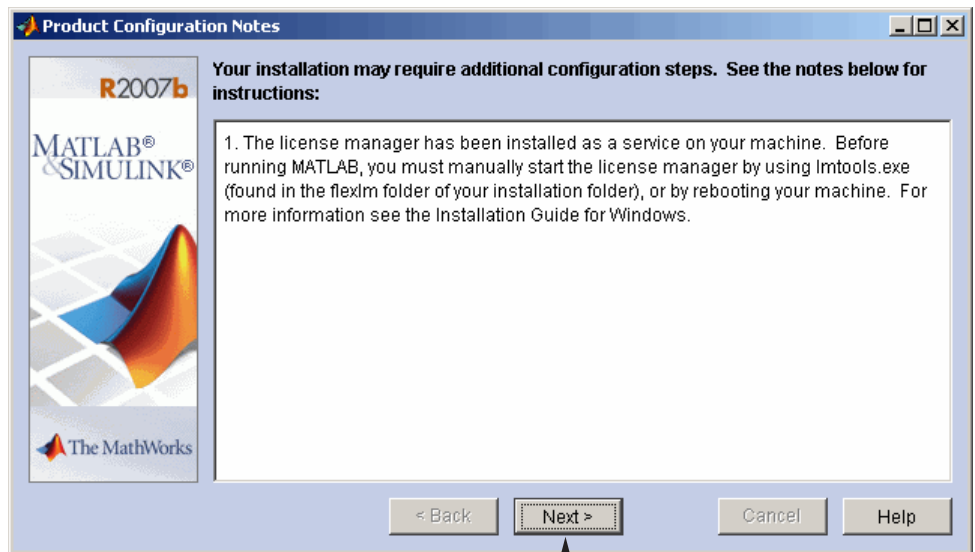 Product Configuration Notes
R2007b
MATLAB®
&SIMULINK®
The MathWorks
Your installation may require additional configuration steps. See the notes below for
instructions:
1. The license manager has been installed as a service on your machine. Before
running MATLAB, you must manually start the license manager by using lmtools.exe
(found in the flexlm folder of your installation folder), or by rebooting your machine. For
more information see the Installation Guide for Windows.
< Back
Next >
Cancel
Help